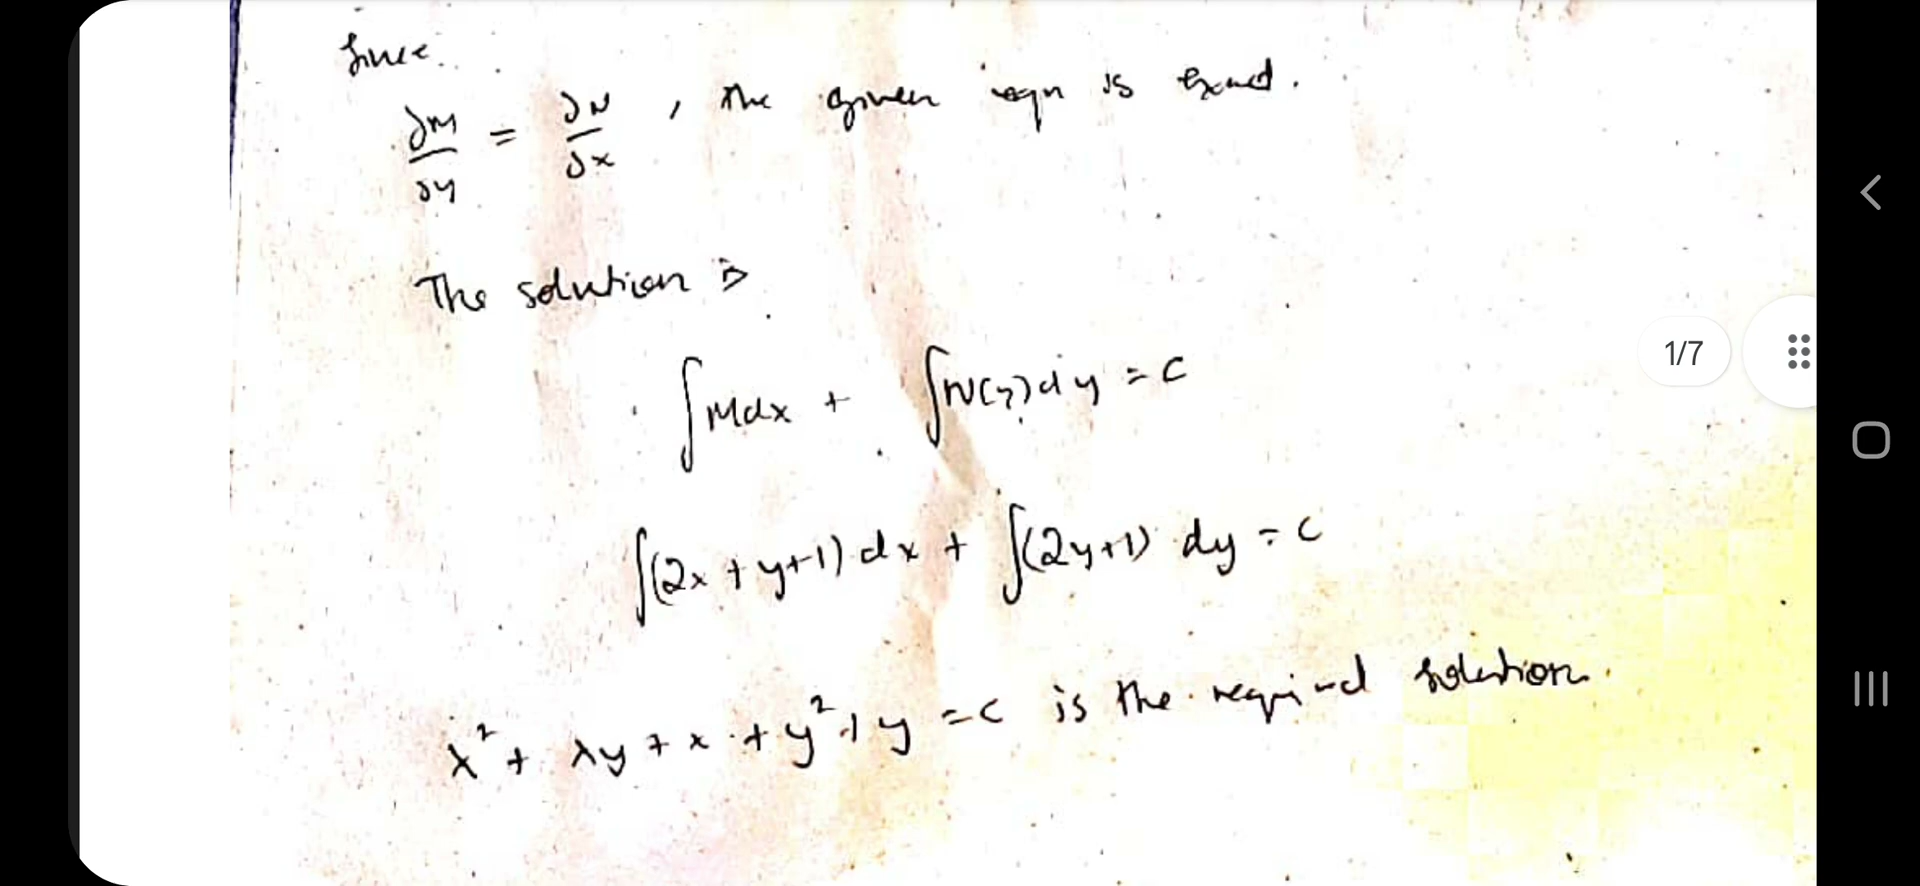 Since
∂M/∂y = ∂N/∂x , the given eqn is exact.
The solution is
∫Mdx + ∫N(y)dy = C
∫(2x + y+1) dx + ∫(2y+1) dy = C
x² + xy + x + y² + y = C is the required solution.
1/7